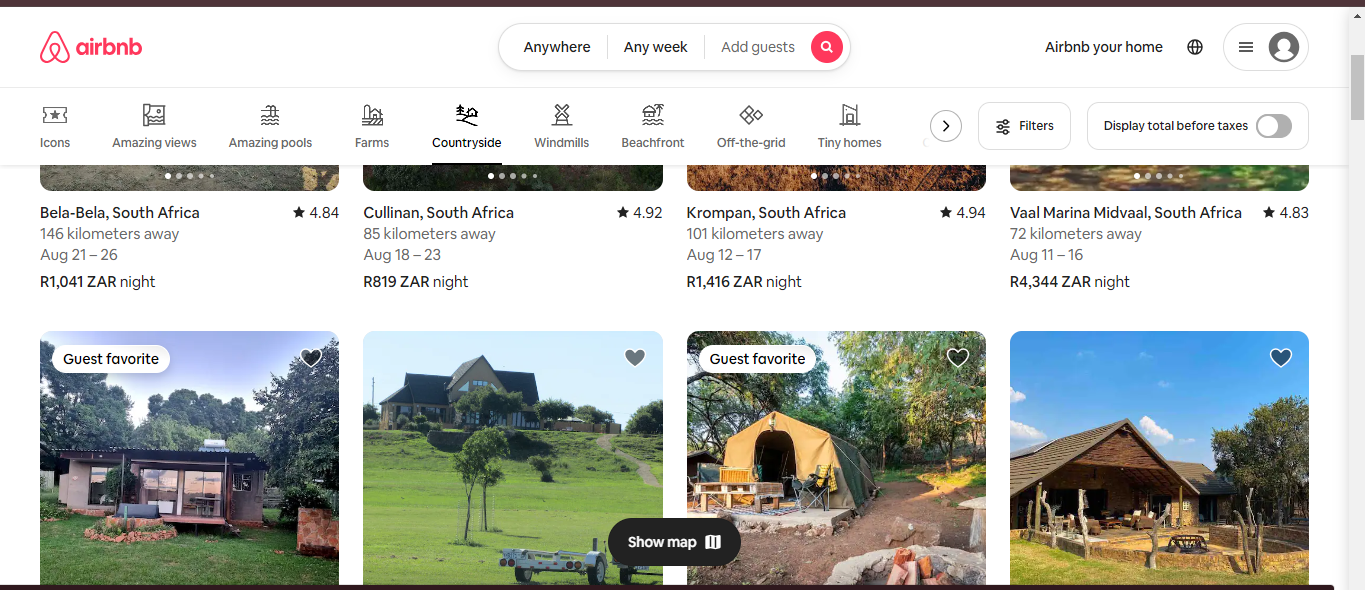 airbnb
Anywhere
Any week
Add guests
Airbnb your home
Icons
Amazing views
Amazing pools
Farms
Countryside
Windmills
Beachfront
Off-the-grid
Tiny homes
Filters
Display total before taxes
Bela-Bela, South Africa 4.84
146 kilometers away
Aug 21 – 26
R1,041 ZAR night
Cullinan, South Africa 4.92
85 kilometers away
Aug 18 – 23
R819 ZAR night
Krompan, South Africa 4.94
101 kilometers away
Aug 12 – 17
R1,416 ZAR night
Vaal Marina Midvaal, South Africa 4.83
72 kilometers away
Aug 11 – 16
R4,344 ZAR night
Guest favorite
Guest favorite
Show map